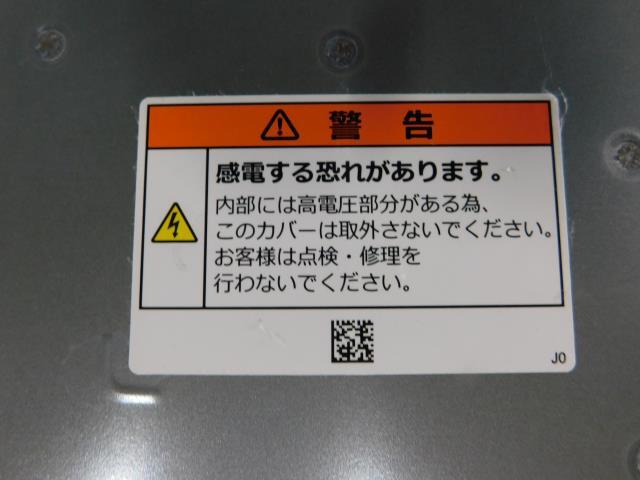 警告
感電する恐れがあります。
内部には高電圧部分がある為、
このカバーは取外さないでください。
お客様は点検・修理を
行わないでください。
J0